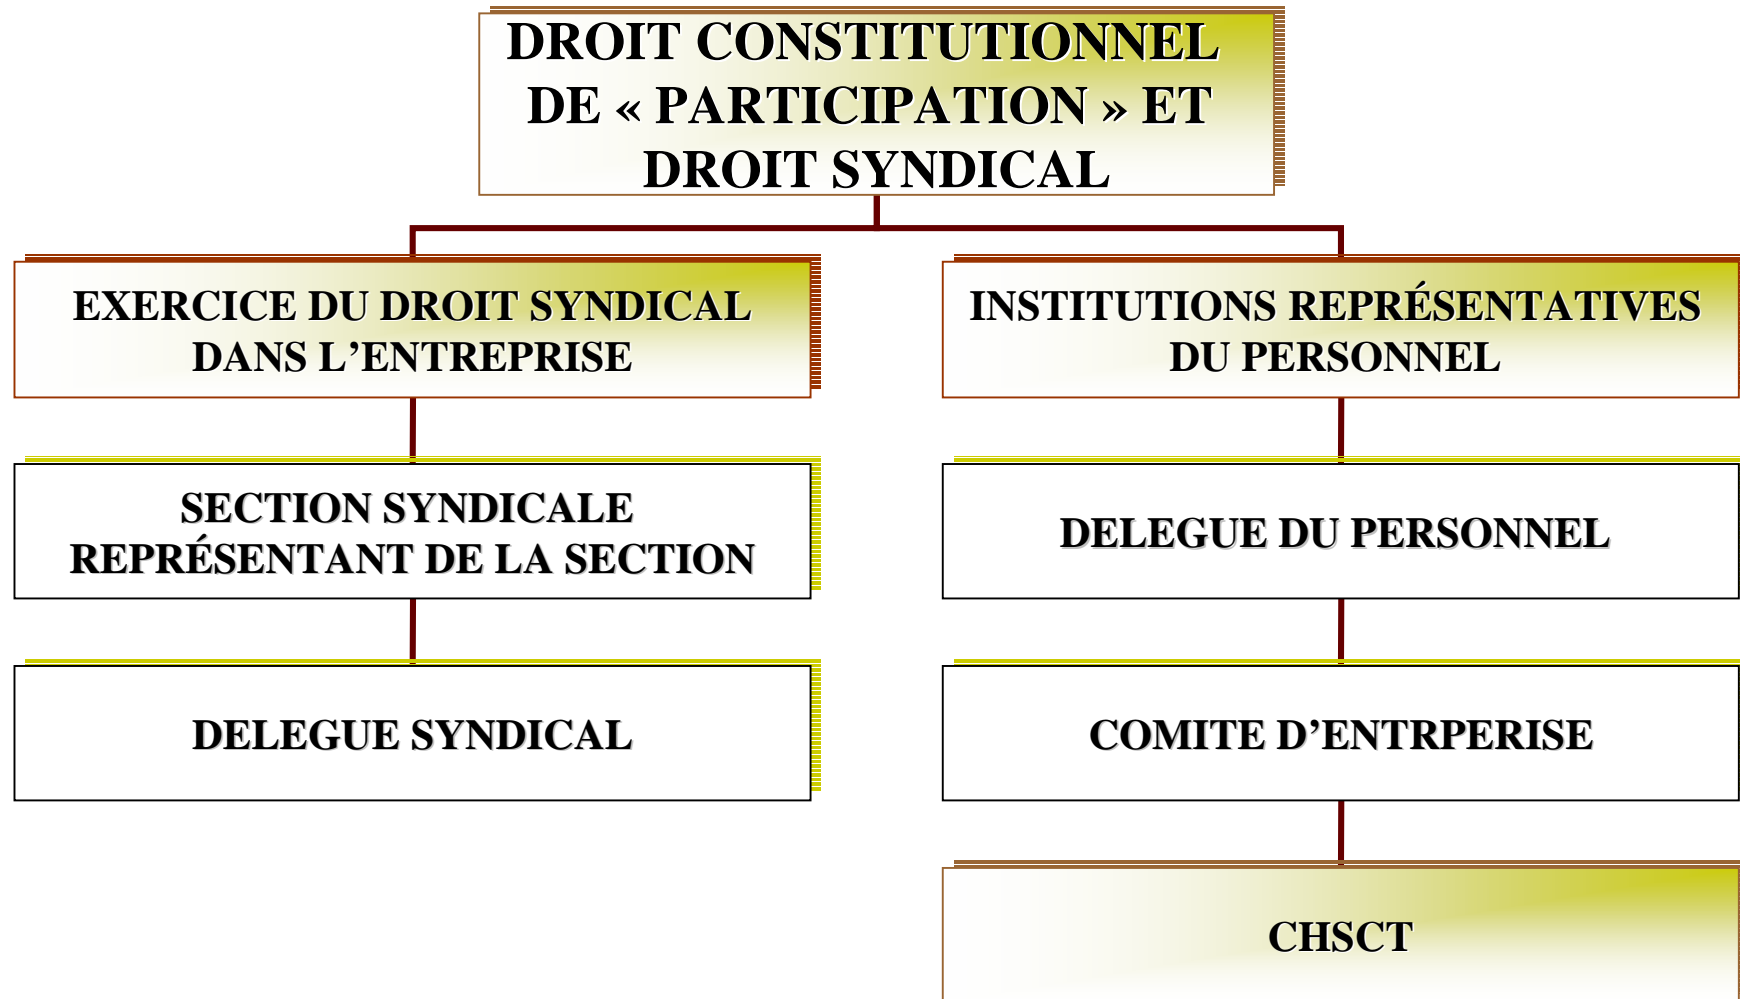 DROIT CONSTITUTIONNEL
DE « PARTICIPATION » ET
DROIT SYNDICAL
EXERCICE DU DROIT SYNDICAL
DANS L’ENTREPRISE
INSTITUTIONS REPRÉSENTATIVES
DU PERSONNEL
SECTION SYNDICALE
REPRÉSENTANT DE LA SECTION
DELEGUE DU PERSONNEL
DELEGUE SYNDICAL
COMITE D’ENTRPERISE
CHSCT